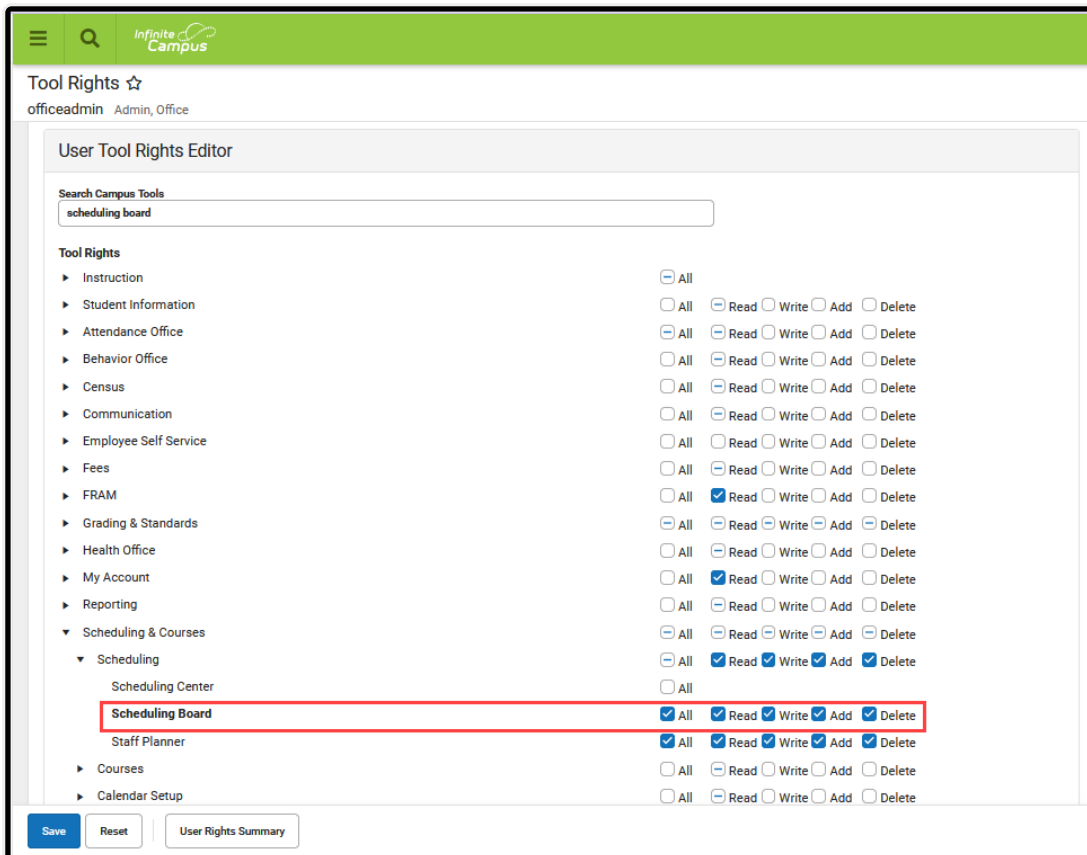 Infinite Campus
Tool Rights
officeadmin Admin, Office
User Tool Rights Editor
Search Campus Tools
scheduling board
Tool Rights
Instruction All
Student Information All Read Write Add Delete
Attendance Office All Read Write Add Delete
Behavior Office All Read Write Add Delete
Census All Read Write Add Delete
Communication All Read Write Add Delete
Employee Self Service All Read Write Add Delete
Fees All Read Write Add Delete
FRAM All Read Write Add Delete
Grading & Standards All Read Write Add Delete
Health Office All Read Write Add Delete
My Account All Read Write Add Delete
Reporting All Read Write Add Delete
Scheduling & Courses All Read Write Add Delete
Scheduling All Read Write Add Delete
Scheduling Center All
Scheduling Board All Read Write Add Delete
Staff Planner All Read Write Add Delete
Courses All Read Write Add Delete
Calendar Setup All Read Write Add Delete
Save Reset User Rights Summary